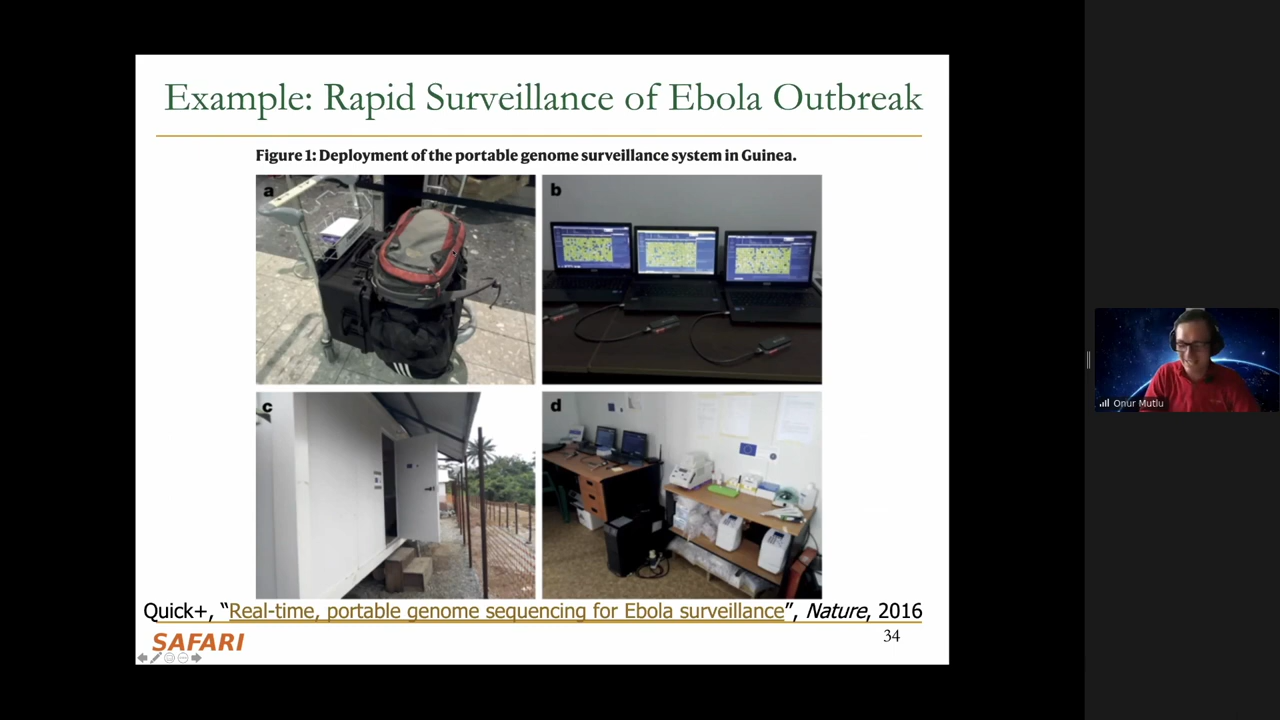 Example: Rapid Surveillance of Ebola Outbreak
Figure 1: Deployment of the portable genome surveillance system in Guinea.
a
b
c
d
Quick+, “Real-time, portable genome sequencing for Ebola surveillance”, Nature, 2016
SAFARI
34
Onur Mutlu